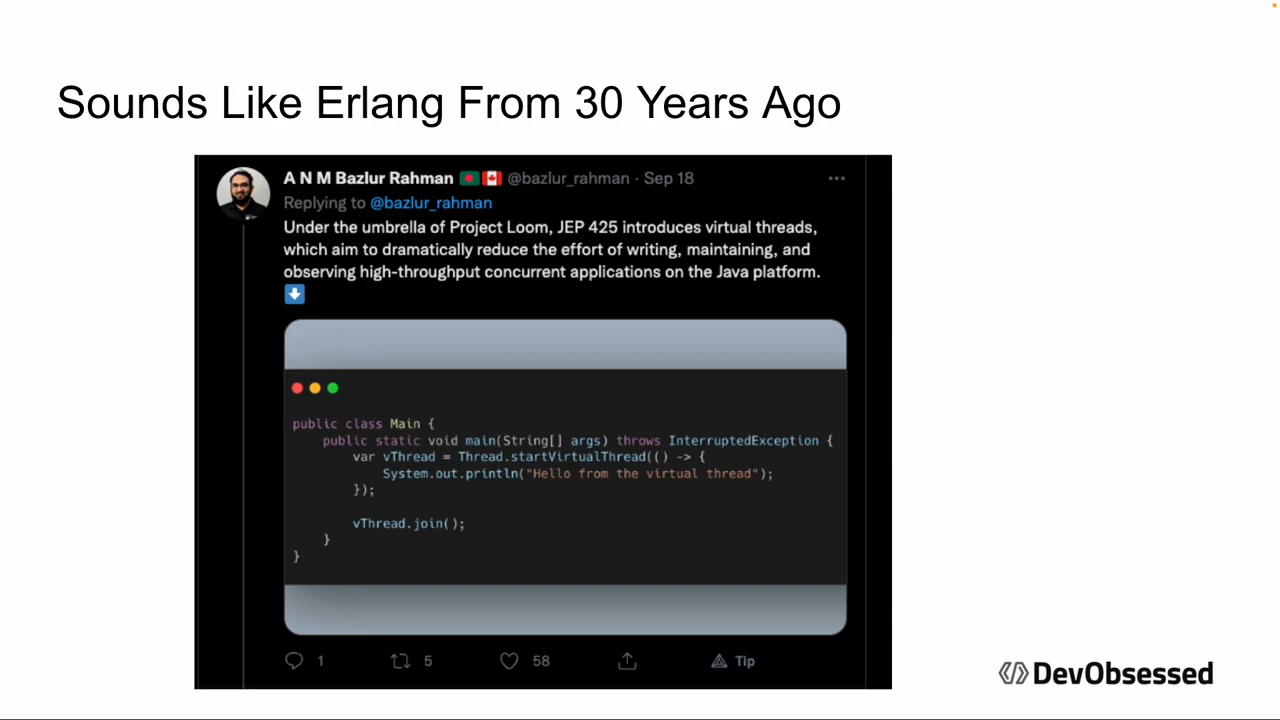 Sounds Like Erlang From 30 Years Ago
A N M Bazlur Rahman 🇧🇩🇨🇦 @bazlur_rahman · Sep 18
Replying to @bazlur_rahman
Under the umbrella of Project Loom, JEP 425 introduces virtual threads,
which aim to dramatically reduce the effort of writing, maintaining, and
observing high-throughput concurrent applications on the Java platform.
public class Main {
    public static void main(String[] args) throws InterruptedException {
        var vThread = Thread.startVirtualThread(() -> {
            System.out.println("Hello from the virtual thread");
        });
        vThread.join();
    }
}
1 5 58 Tip
DevObsessed